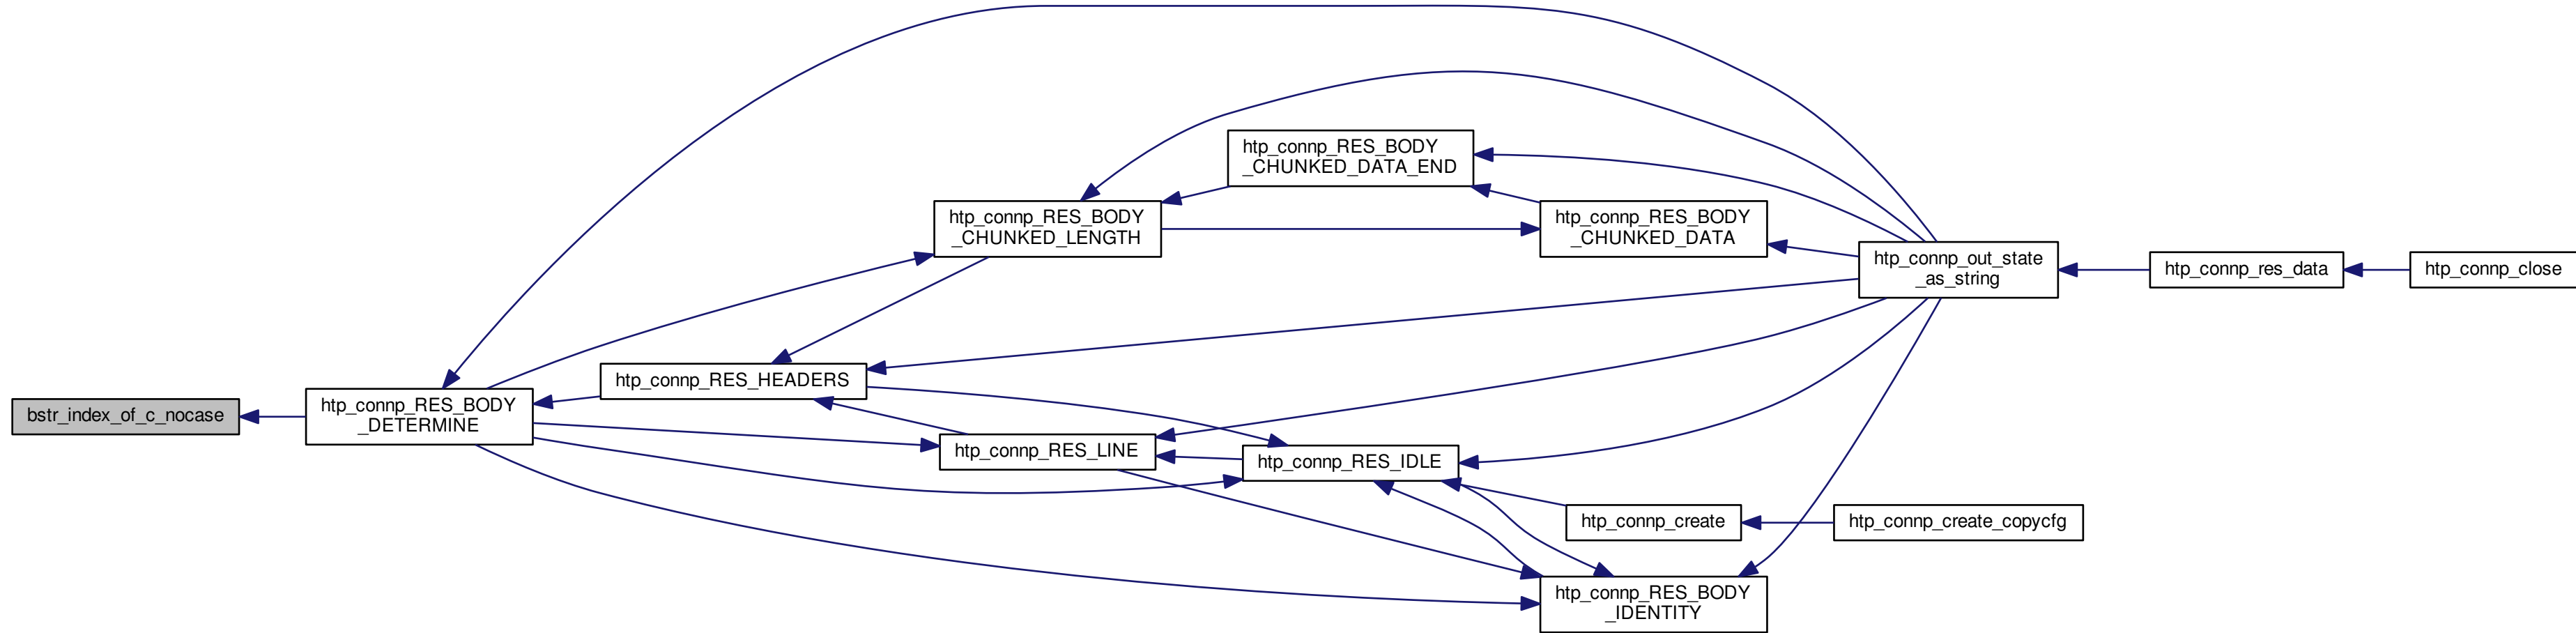 bstr_index_of_c_nocase
htp_connp_RES_BODY
_DETERMINE
htp_connp_RES_HEADERS
htp_connp_RES_BODY
_CHUNKED_LENGTH
htp_connp_RES_LINE
htp_connp_RES_BODY
_CHUNKED_DATA_END
htp_connp_RES_IDLE
htp_connp_RES_BODY
_CHUNKED_DATA
htp_connp_create
htp_connp_RES_BODY
_IDENTITY
htp_connp_out_state
_as_string
htp_connp_create_copycfg
htp_connp_res_data
htp_connp_close